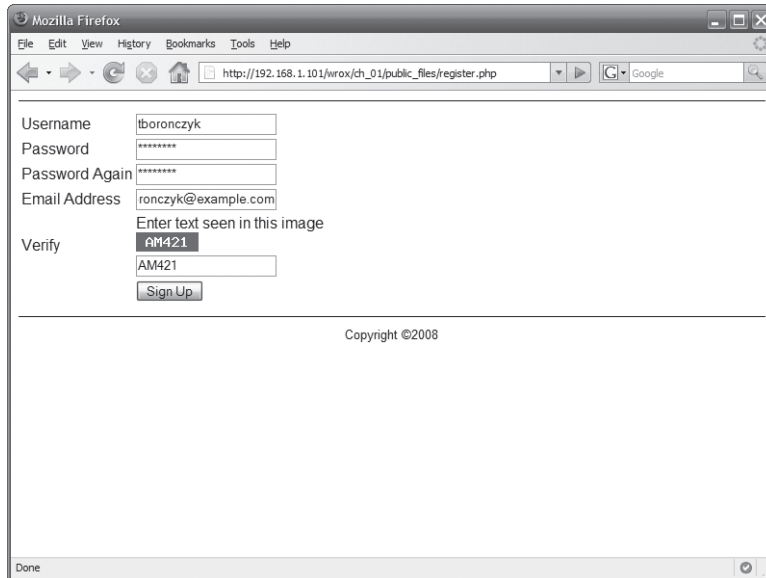 Mozilla Firefox
File Edit View History Bookmarks Tools Help
http://192.168.1.101/wrox/ch_01/public_files/register.php
G Google
Username tboronczyk
Password ********
Password Again ********
Email Address ronczyk@example.com
Enter text seen in this image
Verify AM421
AM421
Sign Up
Copyright ©2008
Done